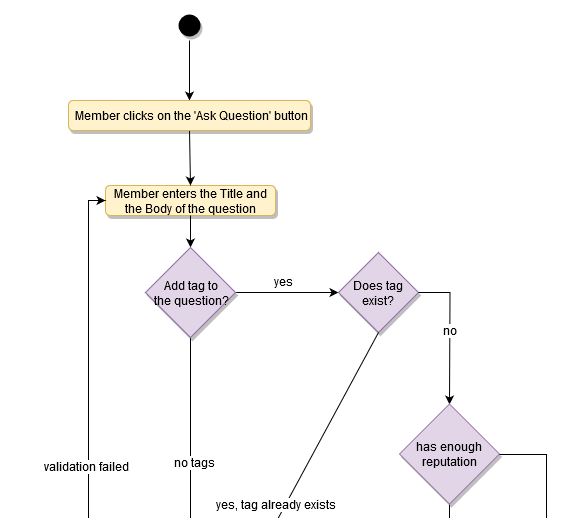 Member clicks on the 'Ask Question' button
Member enters the Title and
the Body of the question
Add tag to
the question?
yes
Does tag
exist?
no
has enough
reputation
validation failed
no tags
yes, tag already exists